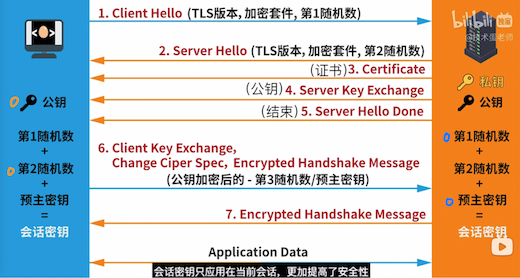 1. Client Hello (TLS版本, 加密套件, 第1随机数)
bilibili
@技术蛋老师
2. Server Hello (TLS版本, 加密套件, 第2随机数)
(证书) 3. Certificate
私钥
(公钥) 4. Server Key Exchange
公钥
公钥
(结束) 5. Server Hello Done
第1随机数
+
第2随机数
+
预主密钥
=
会话密钥
6. Client Key Exchange,
Change Ciper Spec, Encrypted Handshake Message
(公钥加密后的 - 第3随机数/预主密钥)
7. Encrypted Handshake Message
第1随机数
+
第2随机数
+
预主密钥
=
会话密钥
Application Data
会话密钥只应用在当前会话，更加提高了安全性